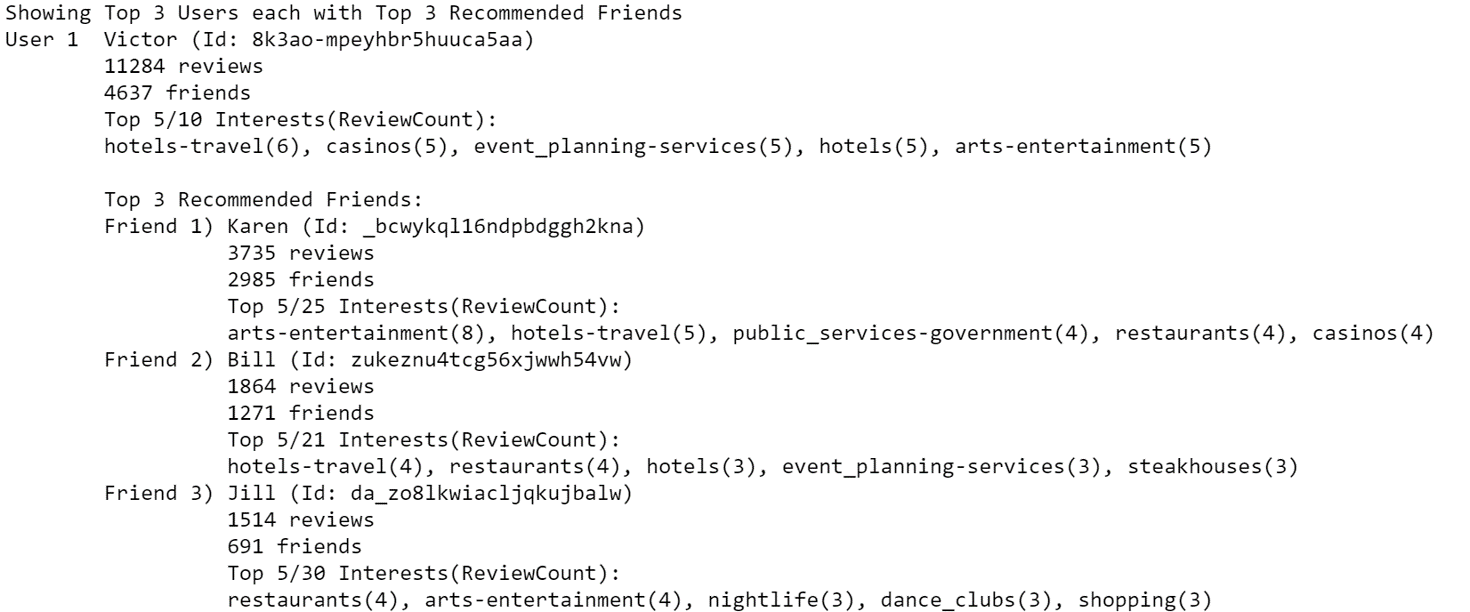 Showing Top 3 Users each with Top 3 Recommended Friends
User 1 Victor (Id: 8k3ao-mpeyhbr5huuca5aa)
11284 reviews
4637 friends
Top 5/10 Interests(ReviewCount):
hotels-travel(6), casinos(5), event_planning-services(5), hotels(5), arts-entertainment(5)
Top 3 Recommended Friends:
Friend 1) Karen (Id: _bcwykql16ndpbdggh2kna)
3735 reviews
2985 friends
Top 5/25 Interests(ReviewCount):
arts-entertainment(8), hotels-travel(5), public_services-government(4), restaurants(4), casinos(4)
Friend 2) Bill (Id: zukeznu4tcg56xjwwh54vw)
1864 reviews
1271 friends
Top 5/21 Interests(ReviewCount):
hotels-travel(4), restaurants(4), hotels(3), event_planning-services(3), steakhouses(3)
Friend 3) Jill (Id: da_zo8lkwiacljqkujbalw)
1514 reviews
691 friends
Top 5/30 Interests(ReviewCount):
restaurants(4), arts-entertainment(4), nightlife(3), dance_clubs(3), shopping(3)